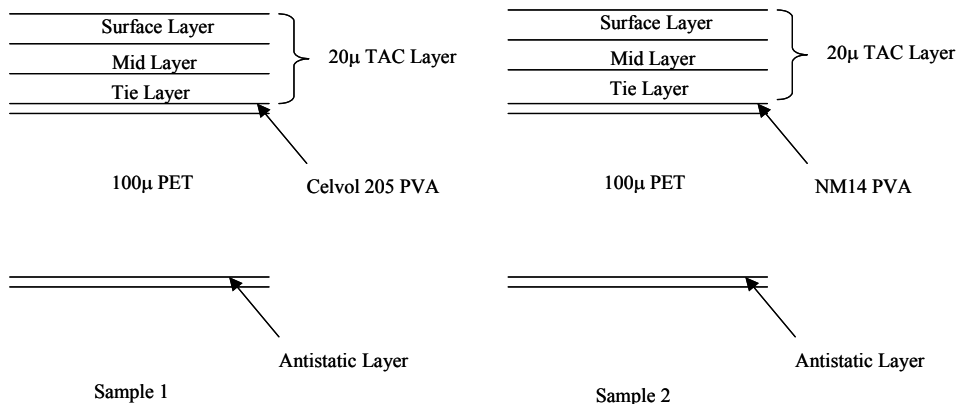 Surface Layer
Mid Layer
Tie Layer
20μ TAC Layer
100μ PET
Celvol 205 PVA
Antistatic Layer
Sample 1
Surface Layer
Mid Layer
Tie Layer
20μ TAC Layer
100μ PET
NM14 PVA
Antistatic Layer
Sample 2